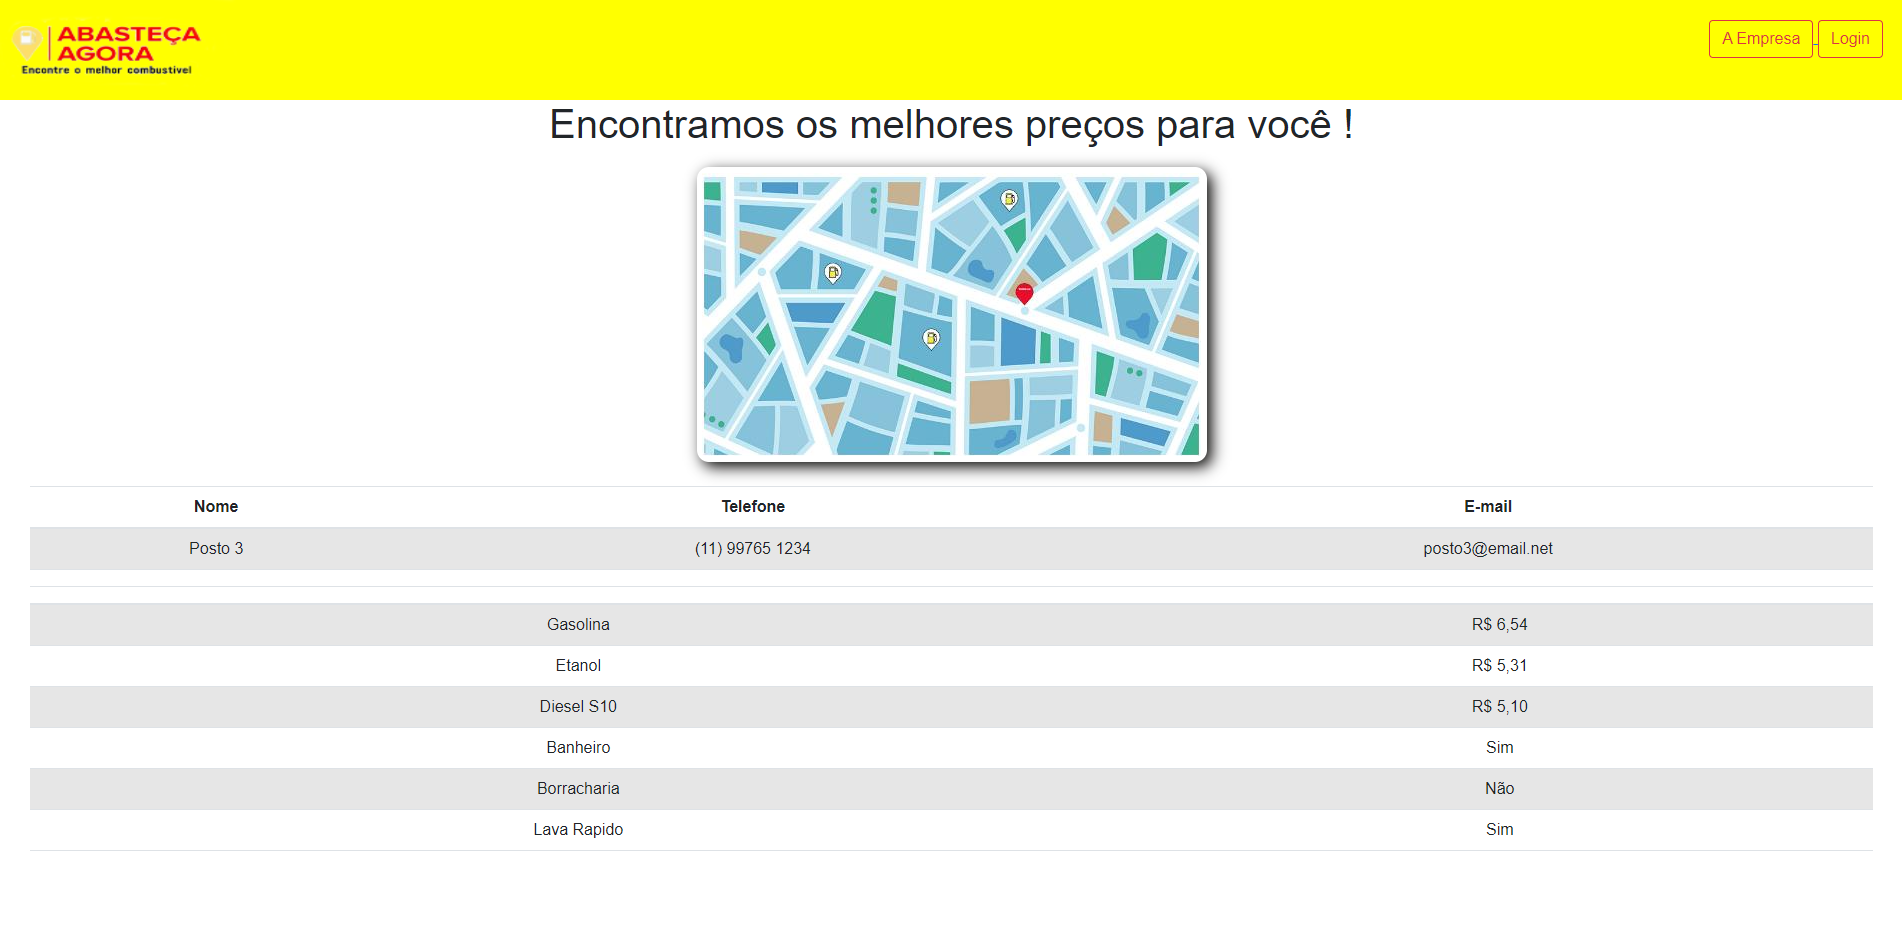 ABASTEÇA
AGORA
Encontre o melhor combustível
A Empresa Login
Encontramos os melhores preços para você !
Nome Telefone E-mail
Posto 3 (11) 99765 1234 posto3@email.net
Gasolina R$ 6,54
Etanol R$ 5,31
Diesel S10 R$ 5,10
Banheiro Sim
Borracharia Não
Lava Rapido Sim